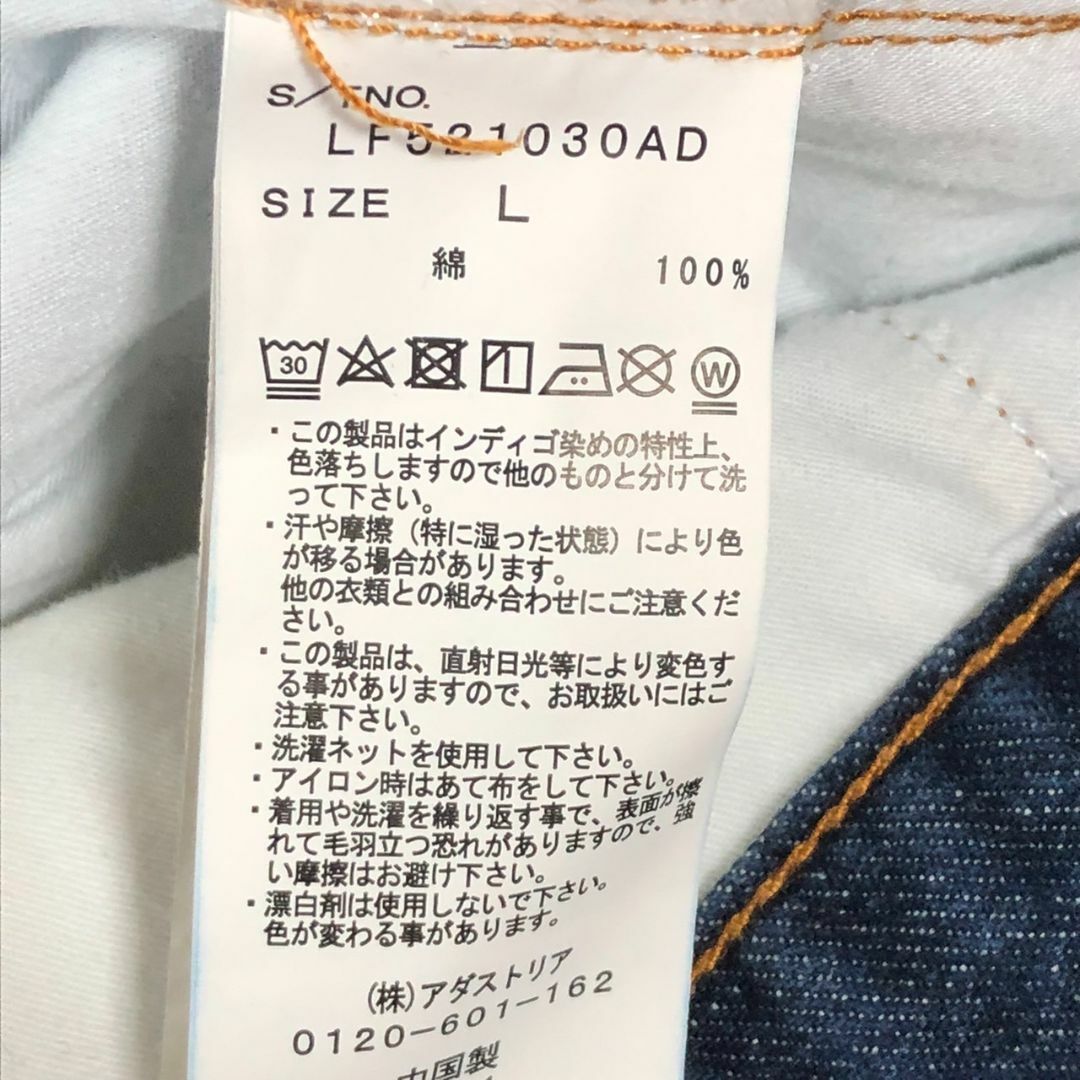 S/TNO.
LF521030AD
SIZE L
綿 100%
30 W
・この製品はインディゴ染めの特性上、
色落ちしますので他のものと分けて洗
って下さい。
・汗や摩擦（特に湿った状態）により色
が移る場合があります。
他の衣類との組み合わせにご注意くだ
さい。
・この製品は、直射日光等により変色す
る事がありますので、お取扱いにはご
注意下さい。
・洗濯ネットを使用して下さい。
・アイロン時はあて布をして下さい。
・着用や洗濯を繰り返す事で、表面が擦
れて毛羽立つ恐れがありますので、強
い摩擦はお避け下さい。
・漂白剤は使用しないで下さい。
色が変わる事があります。
(株)アダストリア
0120-601-162
中国製